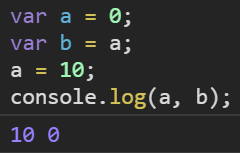 var a = 0;
var b = a;
a = 10;
console.log(a, b);
10 0